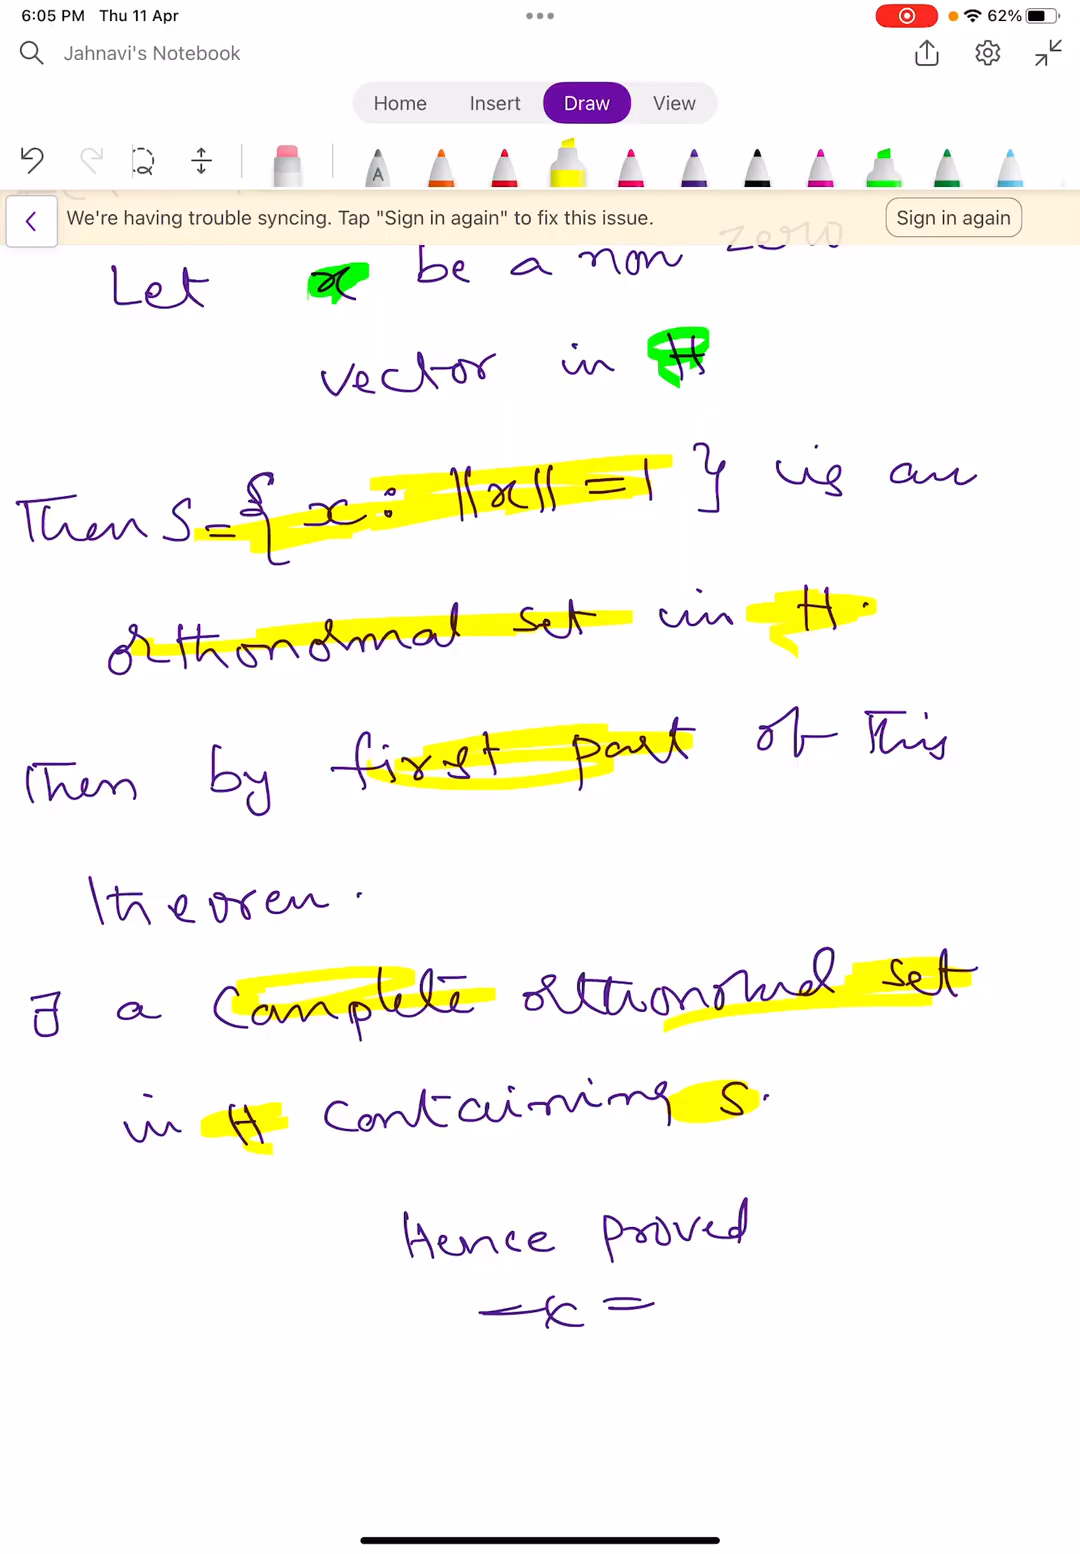 6:05 PM Thu 11 Apr
62%
Jahnavi's Notebook
Home Insert Draw View
A
We're having trouble syncing. Tap "Sign in again" to fix this issue.
Sign in again
Let x be a non zero
vector in H
Then S = { x : ||x|| = 1 } is an
orthonormal set in H.
Then by first part of This
Theorem.
∃ a Complete orthonormal set
in H Containing S.
Hence proved
—x=